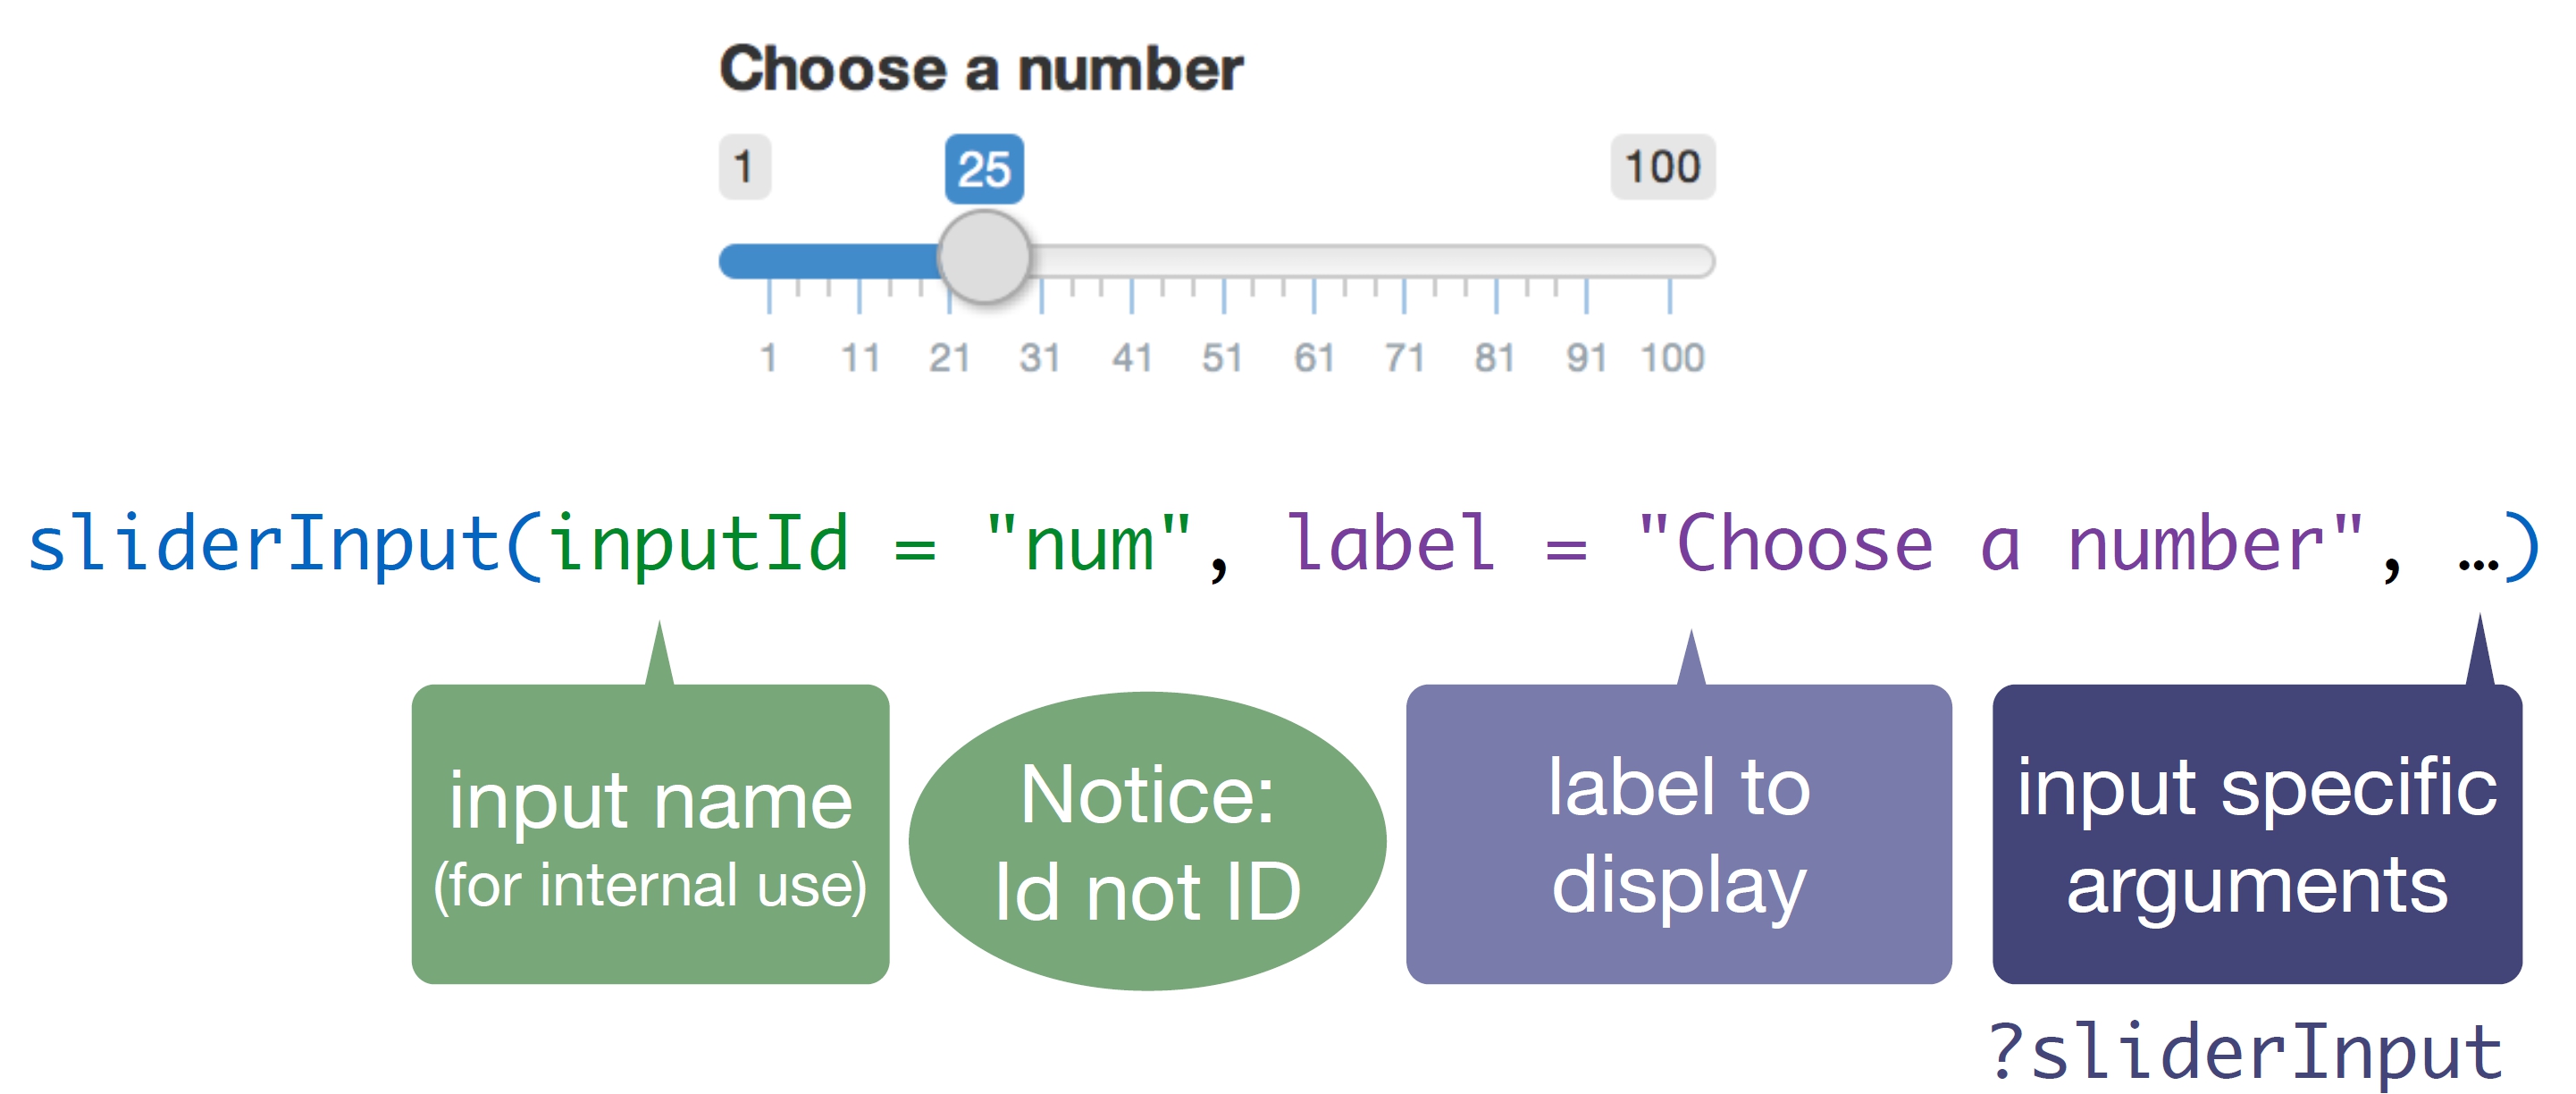 Choose a number
1 25 100
1 11 21 31 41 51 61 71 81 91 100
sliderInput(inputId = "num", label = "Choose a number", …)
input name
(for internal use)
Notice:
Id not ID
label to
display
input specific
arguments
?sliderInput